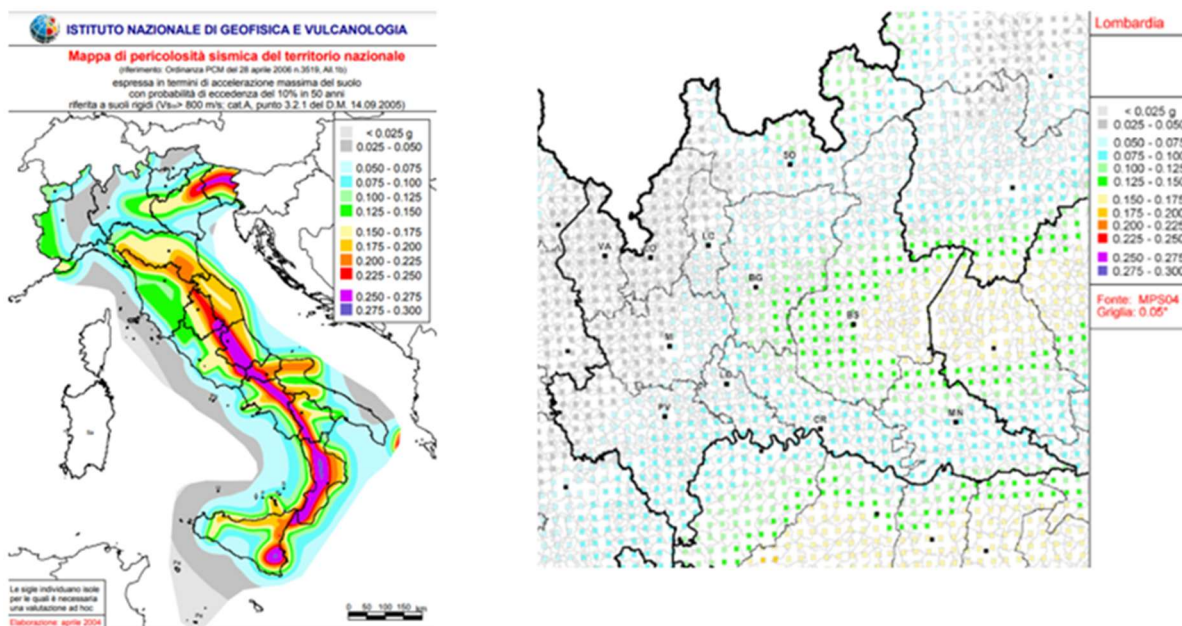 ISTITUTO NAZIONALE DI GEOFISICA E VULCANOLOGIA
Mappa di pericolosità sismica del territorio nazionale
(riferimento: Ordinanza PCM del 28 aprile 2006 n.3519, All.1b)
espressa in termini di accelerazione massima del suolo
con probabilità di eccedenza del 10% in 50 anni
riferita a suoli rigidi (Vs₃₀> 800 m/s; cat.A, punto 3.2.1 del D.M. 14.09.2005)
< 0.025 g
0.025 - 0.050
0.050 - 0.075
0.075 - 0.100
0.100 - 0.125
0.125 - 0.150
0.150 - 0.175
0.175 - 0.200
0.200 - 0.225
0.225 - 0.250
0.250 - 0.275
0.275 - 0.300
Le sigle individuano isole
per le quali è necessaria
una valutazione ad hoc
Elaborazione: aprile 2004
0 50 100 150 km
Lombardia
< 0.025 g
0.025 - 0.050
0.050 - 0.075
0.075 - 0.100
0.100 - 0.125
0.125 - 0.150
0.150 - 0.175
0.175 - 0.200
0.200 - 0.225
0.225 - 0.250
0.250 - 0.275
0.275 - 0.300
Fonte: MPS04
Griglia: 0.05°
SO
VA
CO
LC
BG
BS
MI
LO
PV
CR
MN